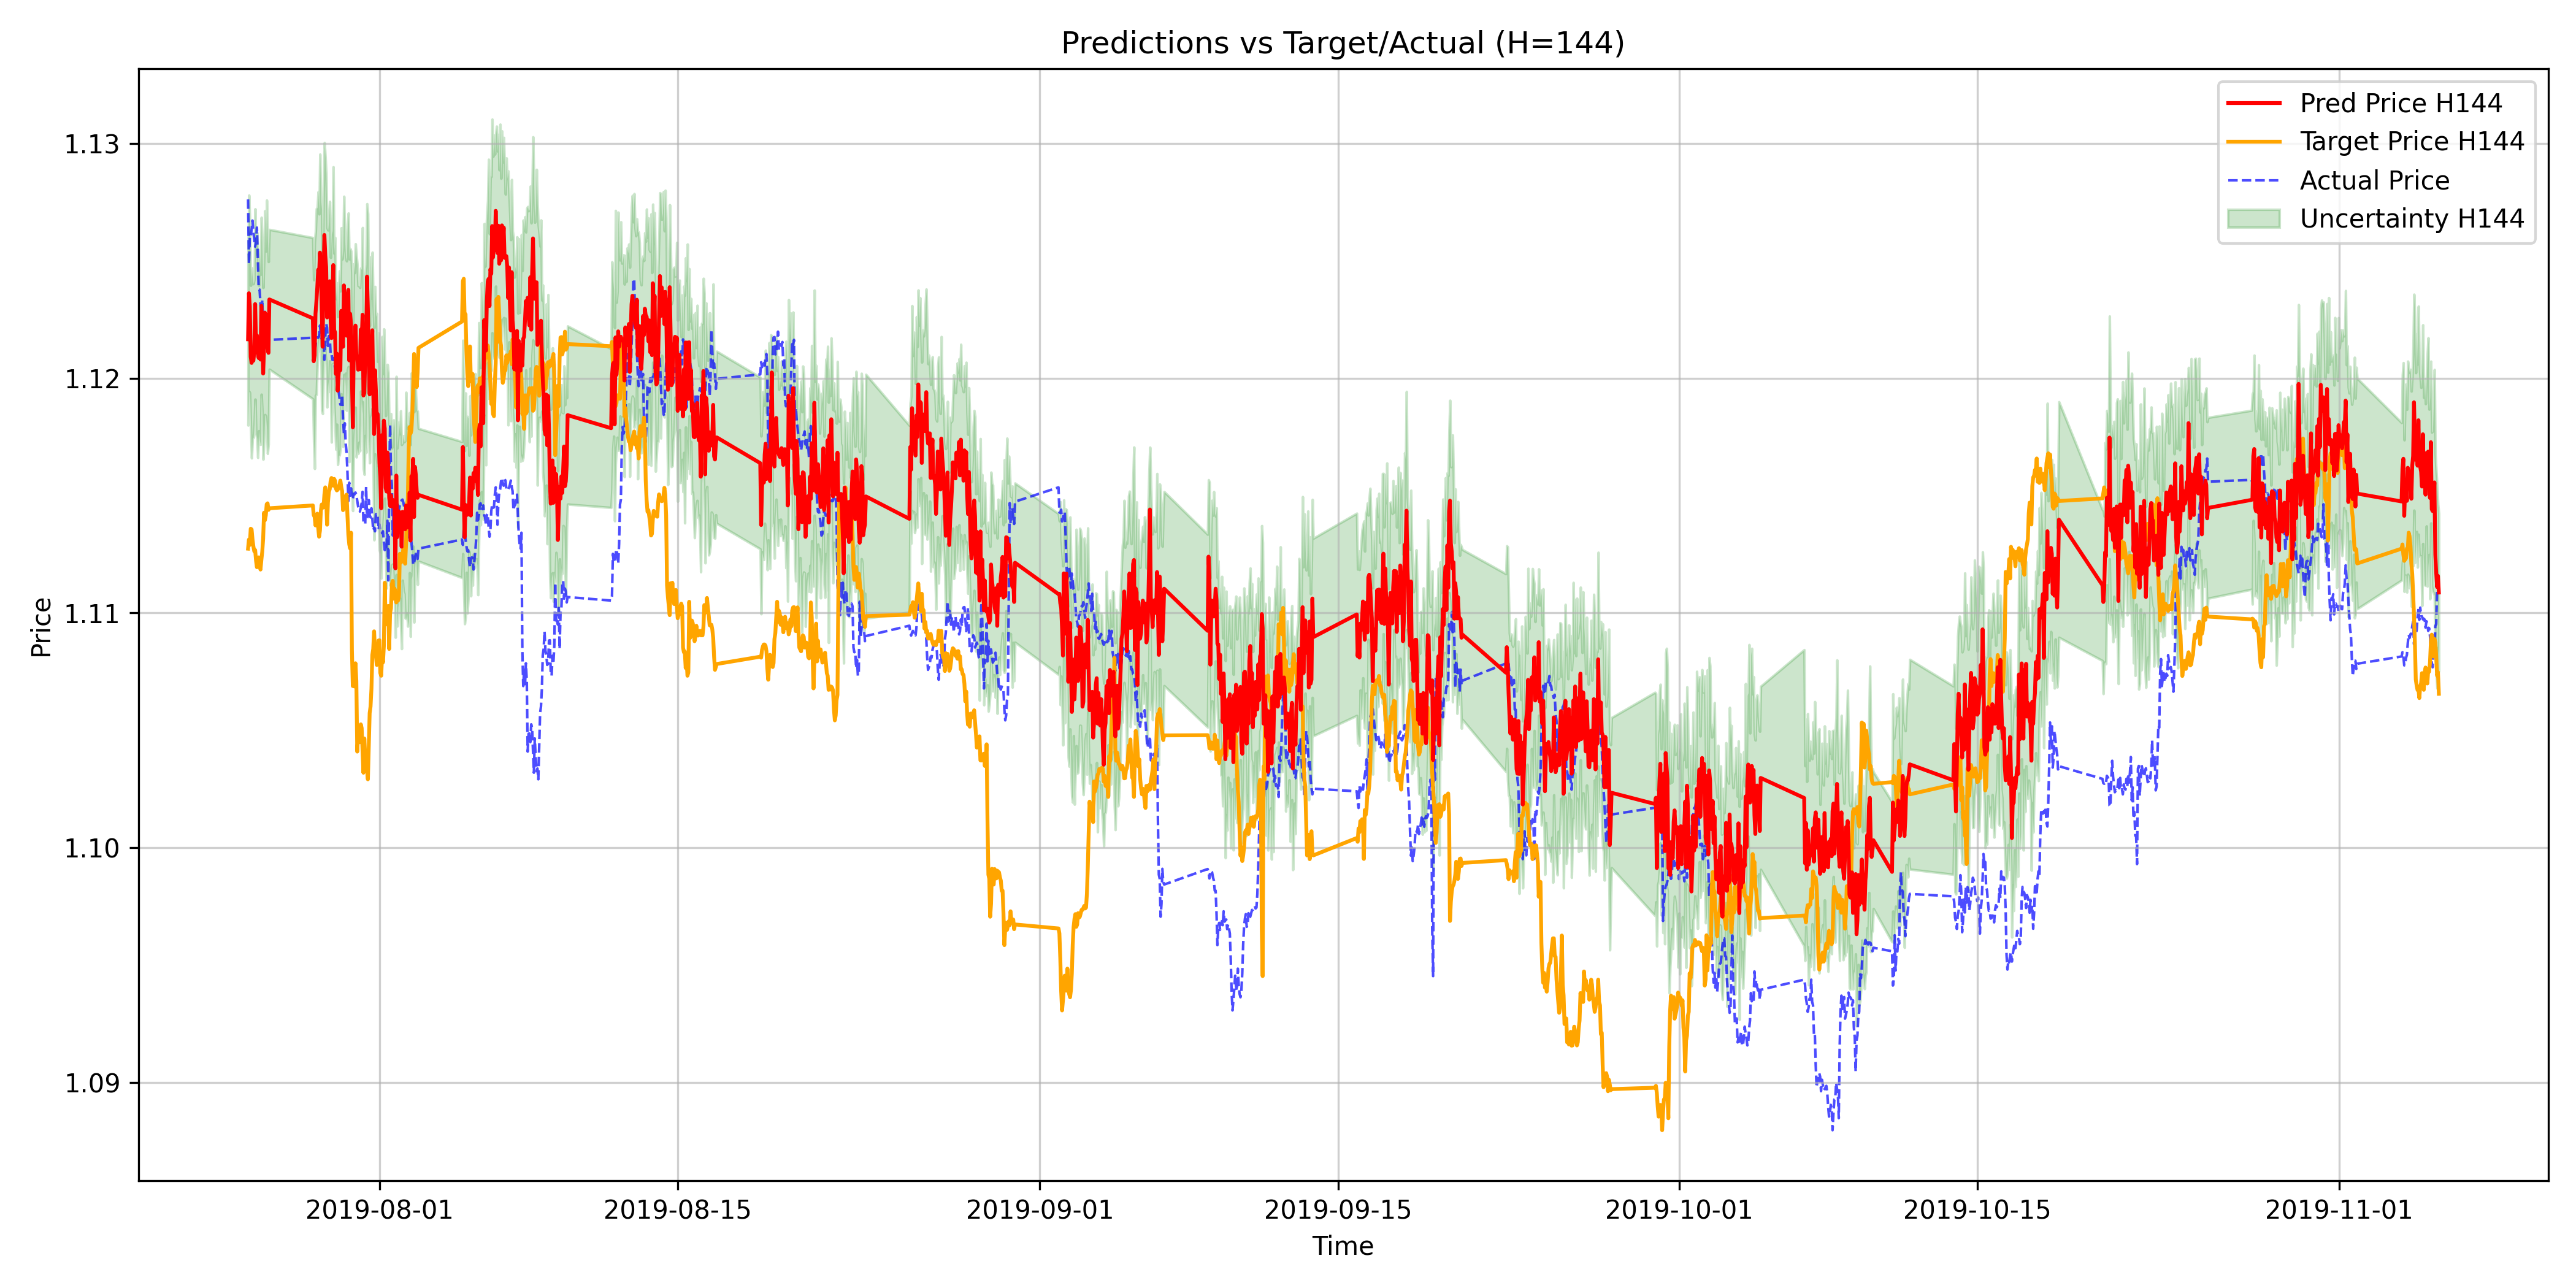 Predictions vs Target/Actual (H=144)
Pred Price H144
Target Price H144
Actual Price
Uncertainty H144
Price
1.13
1.12
1.11
1.10
1.09
2019-08-01
2019-08-15
2019-09-01
2019-09-15
2019-10-01
2019-10-15
2019-11-01
Time